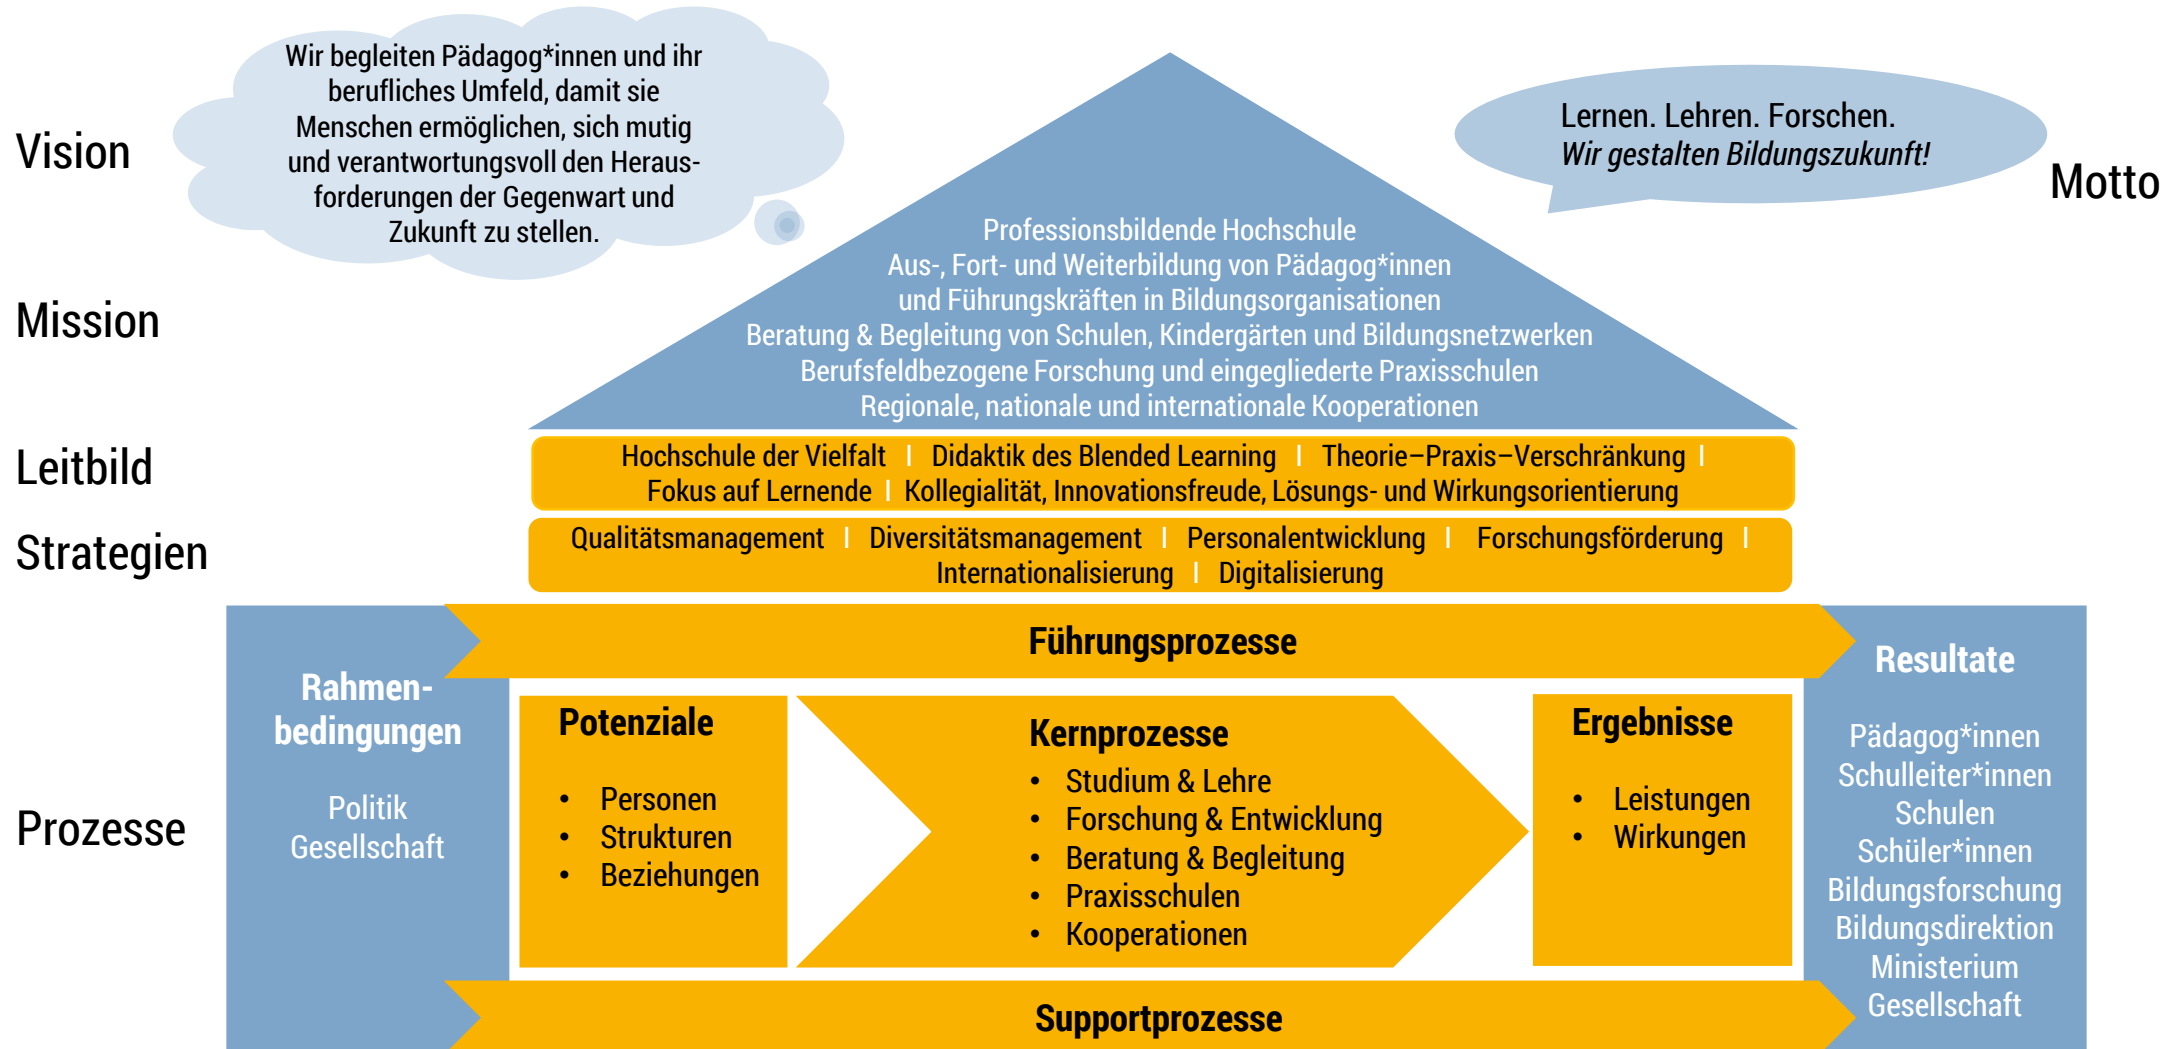 Vision
Wir begleiten Pädagog*innen und ihr
berufliches Umfeld, damit sie
Menschen ermöglichen, sich mutig
und verantwortungsvoll den Heraus-
forderungen der Gegenwart und
Zukunft zu stellen.
Lernen. Lehren. Forschen.
Wir gestalten Bildungszukunft!
Motto
Mission
Professionsbildende Hochschule
Aus-, Fort- und Weiterbildung von Pädagog*innen
und Führungskräften in Bildungsorganisationen
Beratung & Begleitung von Schulen, Kindergärten und Bildungsnetzwerken
Berufsfeldbezogene Forschung und eingegliederte Praxisschulen
Regionale, nationale und internationale Kooperationen
Leitbild
Hochschule der Vielfalt | Didaktik des Blended Learning | Theorie–Praxis–Verschränkung |
Fokus auf Lernende | Kollegialität, Innovationsfreude, Lösungs- und Wirkungsorientierung
Strategien
Qualitätsmanagement | Diversitätsmanagement | Personalentwicklung | Forschungsförderung |
Internationalisierung | Digitalisierung
Prozesse
Führungsprozesse
Rahmen-
bedingungen
Politik
Gesellschaft
Potenziale
• Personen
• Strukturen
• Beziehungen
Kernprozesse
• Studium & Lehre
• Forschung & Entwicklung
• Beratung & Begleitung
• Praxisschulen
• Kooperationen
Ergebnisse
• Leistungen
• Wirkungen
Resultate
Pädagog*innen
Schulleiter*innen
Schulen
Schüler*innen
Bildungsforschung
Bildungsdirektion
Ministerium
Gesellschaft
Supportprozesse